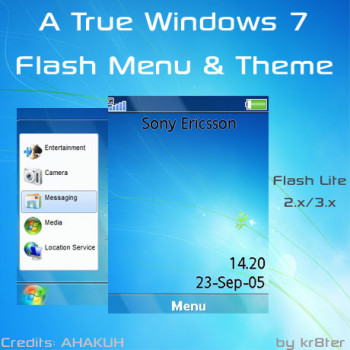 A True Windows 7
Flash Menu & Theme
Sony Ericsson
Entertainment
Camera
Messaging
Media
Location Service
Flash Lite
2.x/3.x
14.20
23-Sep-05
Menu
Credits: AHAKUH
by kr8ter